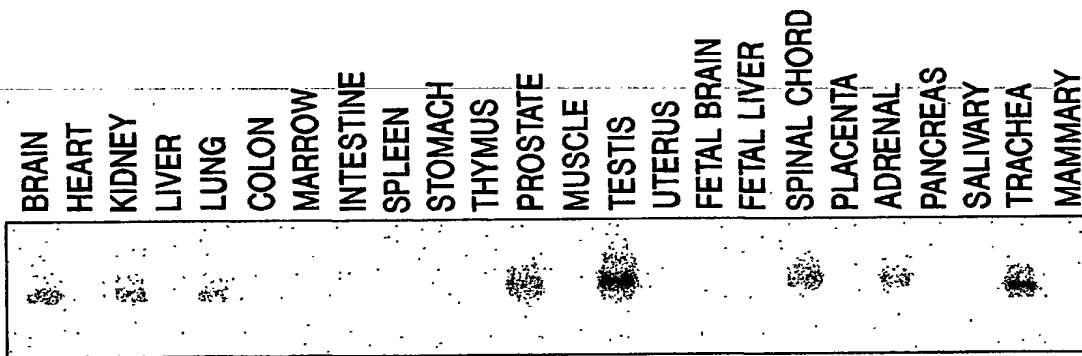 BRAIN
HEART
KIDNEY
LIVER
LUNG
COLON
MARROW
INTESTINE
SPLEEN
STOMACH
THYMUS
PROSTATE
MUSCLE
TESTIS
UTERUS
FETAL BRAIN
FETAL LIVER
SPINAL CHORD
PLACENTA
ADRENAL
PANCREAS
SALIVARY
TRACHEA
MAMMARY